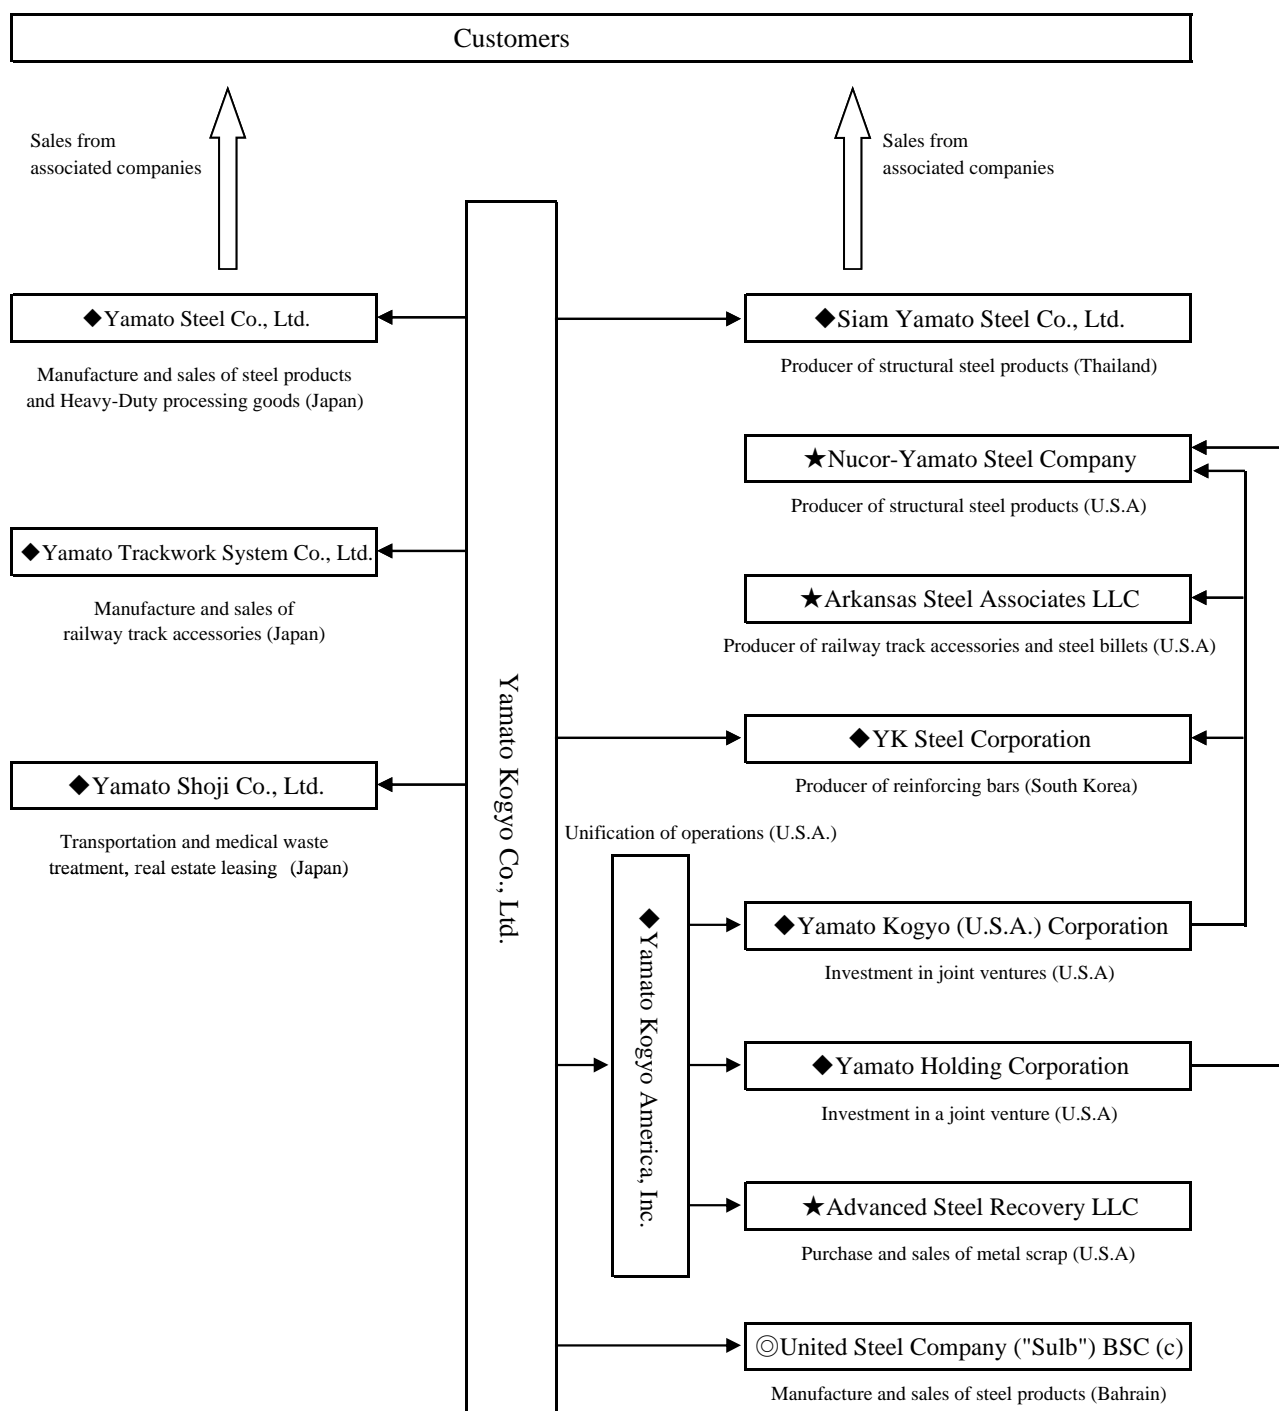 Customers
Sales from
associated companies
Sales from
associated companies
◆Yamato Steel Co., Ltd.
Manufacture and sales of steel products
and Heavy-Duty processing goods (Japan)
◆Yamato Trackwork System Co., Ltd.
Manufacture and sales of
railway track accessories (Japan)
◆Yamato Shoji Co., Ltd.
Transportation and medical waste
treatment, real estate leasing (Japan)
Yamato Kogyo Co., Ltd.
◆Siam Yamato Steel Co., Ltd.
Producer of structural steel products (Thailand)
★Nucor-Yamato Steel Company
Producer of structural steel products (U.S.A)
★Arkansas Steel Associates LLC
Producer of railway track accessories and steel billets (U.S.A)
◆YK Steel Corporation
Producer of reinforcing bars (South Korea)
Unification of operations (U.S.A.)
◆Yamato Kogyo America, Inc.
◆Yamato Kogyo (U.S.A.) Corporation
Investment in joint ventures (U.S.A)
◆Yamato Holding Corporation
Investment in a joint venture (U.S.A)
★Advanced Steel Recovery LLC
Purchase and sales of metal scrap (U.S.A)
◎United Steel Company ("Sulb") BSC (c)
Manufacture and sales of steel products (Bahrain)